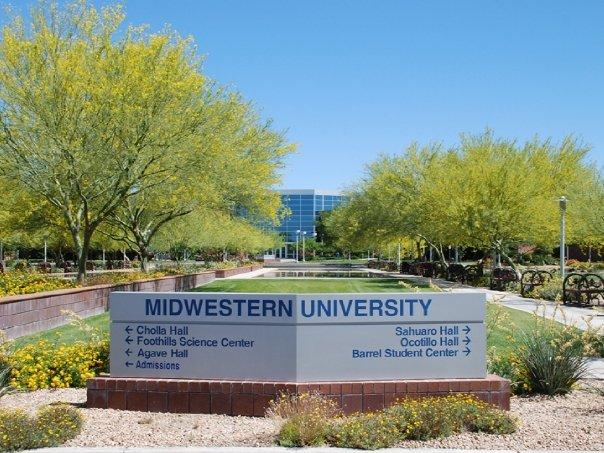 MIDWESTERN UNIVERSITY
← Cholla Hall
← Foothills Science Center
← Agave Hall
← Admissions
Sahuaro Hall →
Ocotillo Hall →
Barrel Student Center →